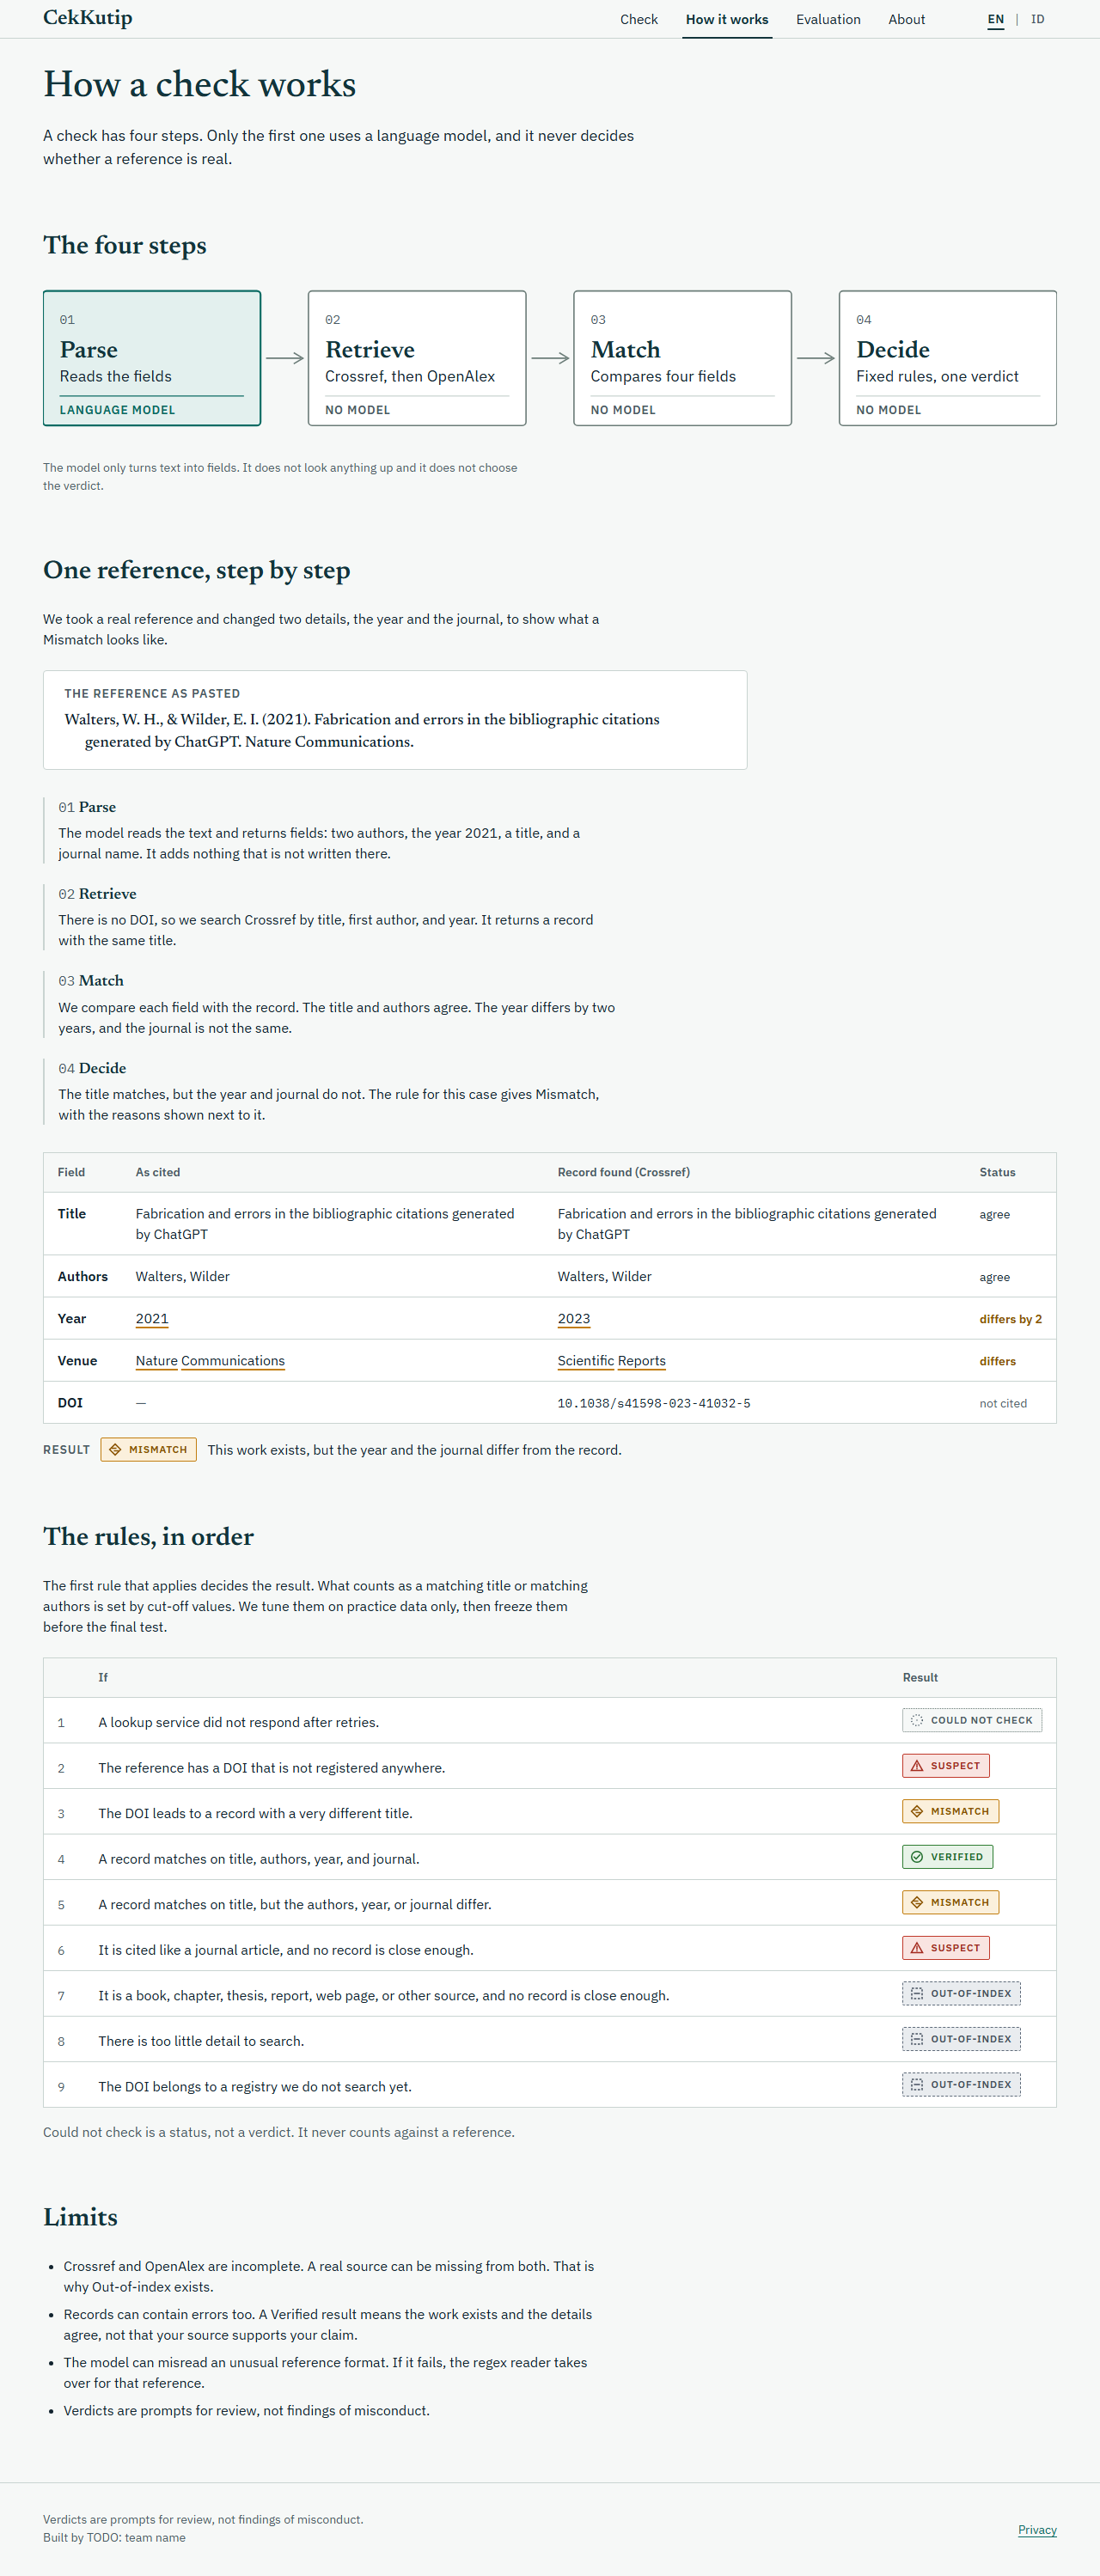 CekKutip
Check
How it works
Evaluation
About
EN | ID
How a check works
A check has four steps. Only the first one uses a language model, and it never decides
whether a reference is real.
The four steps
01
Parse
Reads the fields
LANGUAGE MODEL
02
Retrieve
Crossref, then OpenAlex
NO MODEL
03
Match
Compares four fields
NO MODEL
04
Decide
Fixed rules, one verdict
NO MODEL
The model only turns text into fields. It does not look anything up and it does not choose
the verdict.
One reference, step by step
We took a real reference and changed two details, the year and the journal, to show what a
Mismatch looks like.
THE REFERENCE AS PASTED
Walters, W. H., & Wilder, E. I. (2021). Fabrication and errors in the bibliographic citations
generated by ChatGPT. Nature Communications.
01 Parse
The model reads the text and returns fields: two authors, the year 2021, a title, and a
journal name. It adds nothing that is not written there.
02 Retrieve
There is no DOI, so we search Crossref by title, first author, and year. It returns a record
with the same title.
03 Match
We compare each field with the record. The title and authors agree. The year differs by two
years, and the journal is not the same.
04 Decide
The title matches, but the year and journal do not. The rule for this case gives Mismatch,
with the reasons shown next to it.
Field As cited Record found (Crossref) Status
Title Fabrication and errors in the bibliographic citations generated Fabrication and errors in the bibliographic citations generated agree
by ChatGPT by ChatGPT
Authors Walters, Wilder Walters, Wilder agree
Year 2021 2023 differs by 2
Venue Nature Communications Scientific Reports differs
DOI — 10.1038/s41598-023-41032-5 not cited
RESULT MISMATCH This work exists, but the year and the journal differ from the record.
The rules, in order
The first rule that applies decides the result. What counts as a matching title or matching
authors is set by cut-off values. We tune them on practice data only, then freeze them
before the final test.
If Result
1 A lookup service did not respond after retries. COULD NOT CHECK
2 The reference has a DOI that is not registered anywhere. SUSPECT
3 The DOI leads to a record with a very different title. MISMATCH
4 A record matches on title, authors, year, and journal. VERIFIED
5 A record matches on title, but the authors, year, or journal differ. MISMATCH
6 It is cited like a journal article, and no record is close enough. SUSPECT
7 It is a book, chapter, thesis, report, web page, or other source, and no record is close enough. OUT-OF-INDEX
8 There is too little detail to search. OUT-OF-INDEX
9 The DOI belongs to a registry we do not search yet. OUT-OF-INDEX
Could not check is a status, not a verdict. It never counts against a reference.
Limits
• Crossref and OpenAlex are incomplete. A real source can be missing from both. That is
why Out-of-index exists.
• Records can contain errors too. A Verified result means the work exists and the details
agree, not that your source supports your claim.
• The model can misread an unusual reference format. If it fails, the regex reader takes
over for that reference.
• Verdicts are prompts for review, not findings of misconduct.
Verdicts are prompts for review, not findings of misconduct.
Built by TODO: team name
Privacy